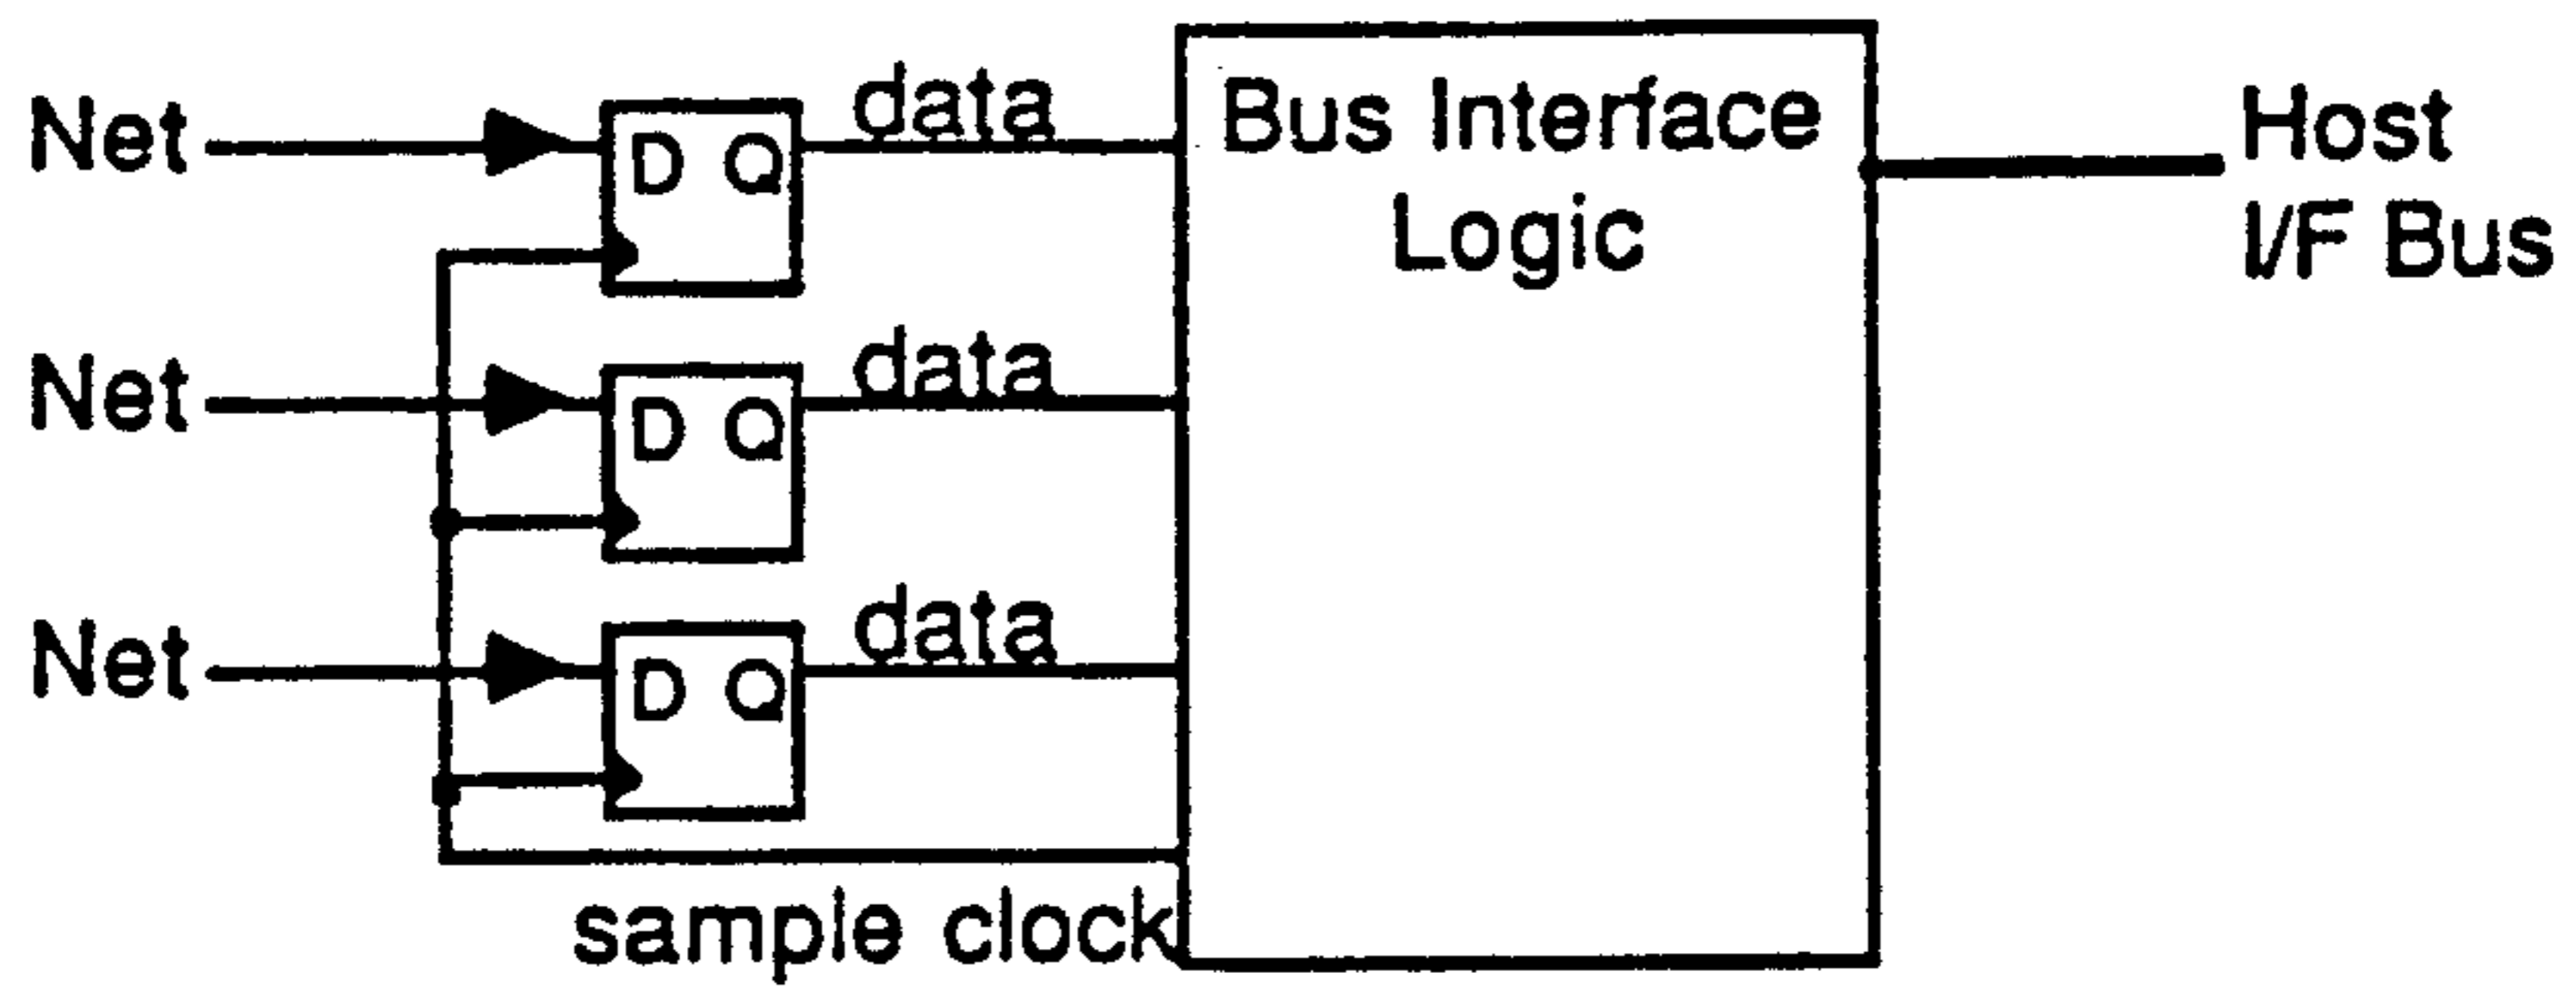 Net
D Q
data
Bus Interface
Logic
Host
I/F Bus
Net
D Q
data
Net
D Q
data
sample clock